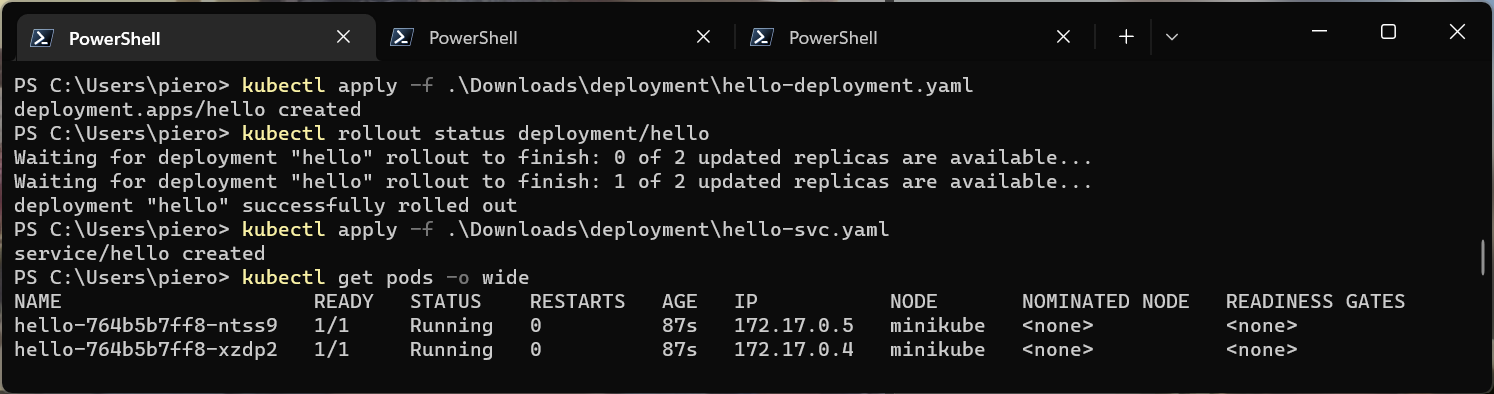 PowerShell
PowerShell
PowerShell
PS C:\Users\piero> kubectl apply -f .\Downloads\deployment\hello-deployment.yaml
deployment.apps/hello created
PS C:\Users\piero> kubectl rollout status deployment/hello
Waiting for deployment "hello" rollout to finish: 0 of 2 updated replicas are available...
Waiting for deployment "hello" rollout to finish: 1 of 2 updated replicas are available...
deployment "hello" successfully rolled out
PS C:\Users\piero> kubectl apply -f .\Downloads\deployment\hello-svc.yaml
service/hello created
PS C:\Users\piero> kubectl get pods -o wide
NAME                     READY   STATUS    RESTARTS   AGE   IP           NODE       NOMINATED NODE   READINESS GATES
hello-764b5b7ff8-ntss9   1/1     Running   0          87s   172.17.0.5   minikube   <none>           <none>
hello-764b5b7ff8-xzdp2   1/1     Running   0          87s   172.17.0.4   minikube   <none>           <none>